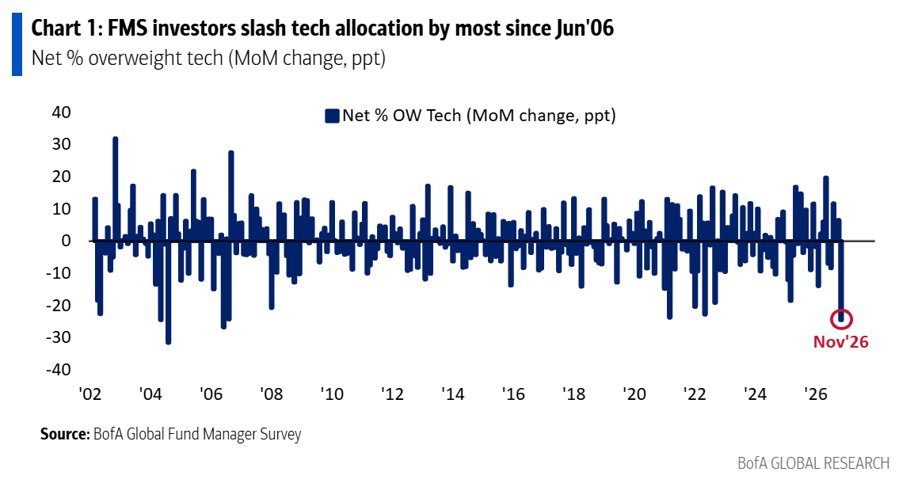 Chart 1: FMS investors slash tech allocation by most since Jun'06
Net % overweight tech (MoM change, ppt)
Net % OW Tech (MoM change, ppt)
40
30
20
10
0
-10
-20
-30
-40
Nov'26
'02 '04 '06 '08 '10 '12 '14 '16 '18 '20 '22 '24 '26
Source: BofA Global Fund Manager Survey
BofA GLOBAL RESEARCH